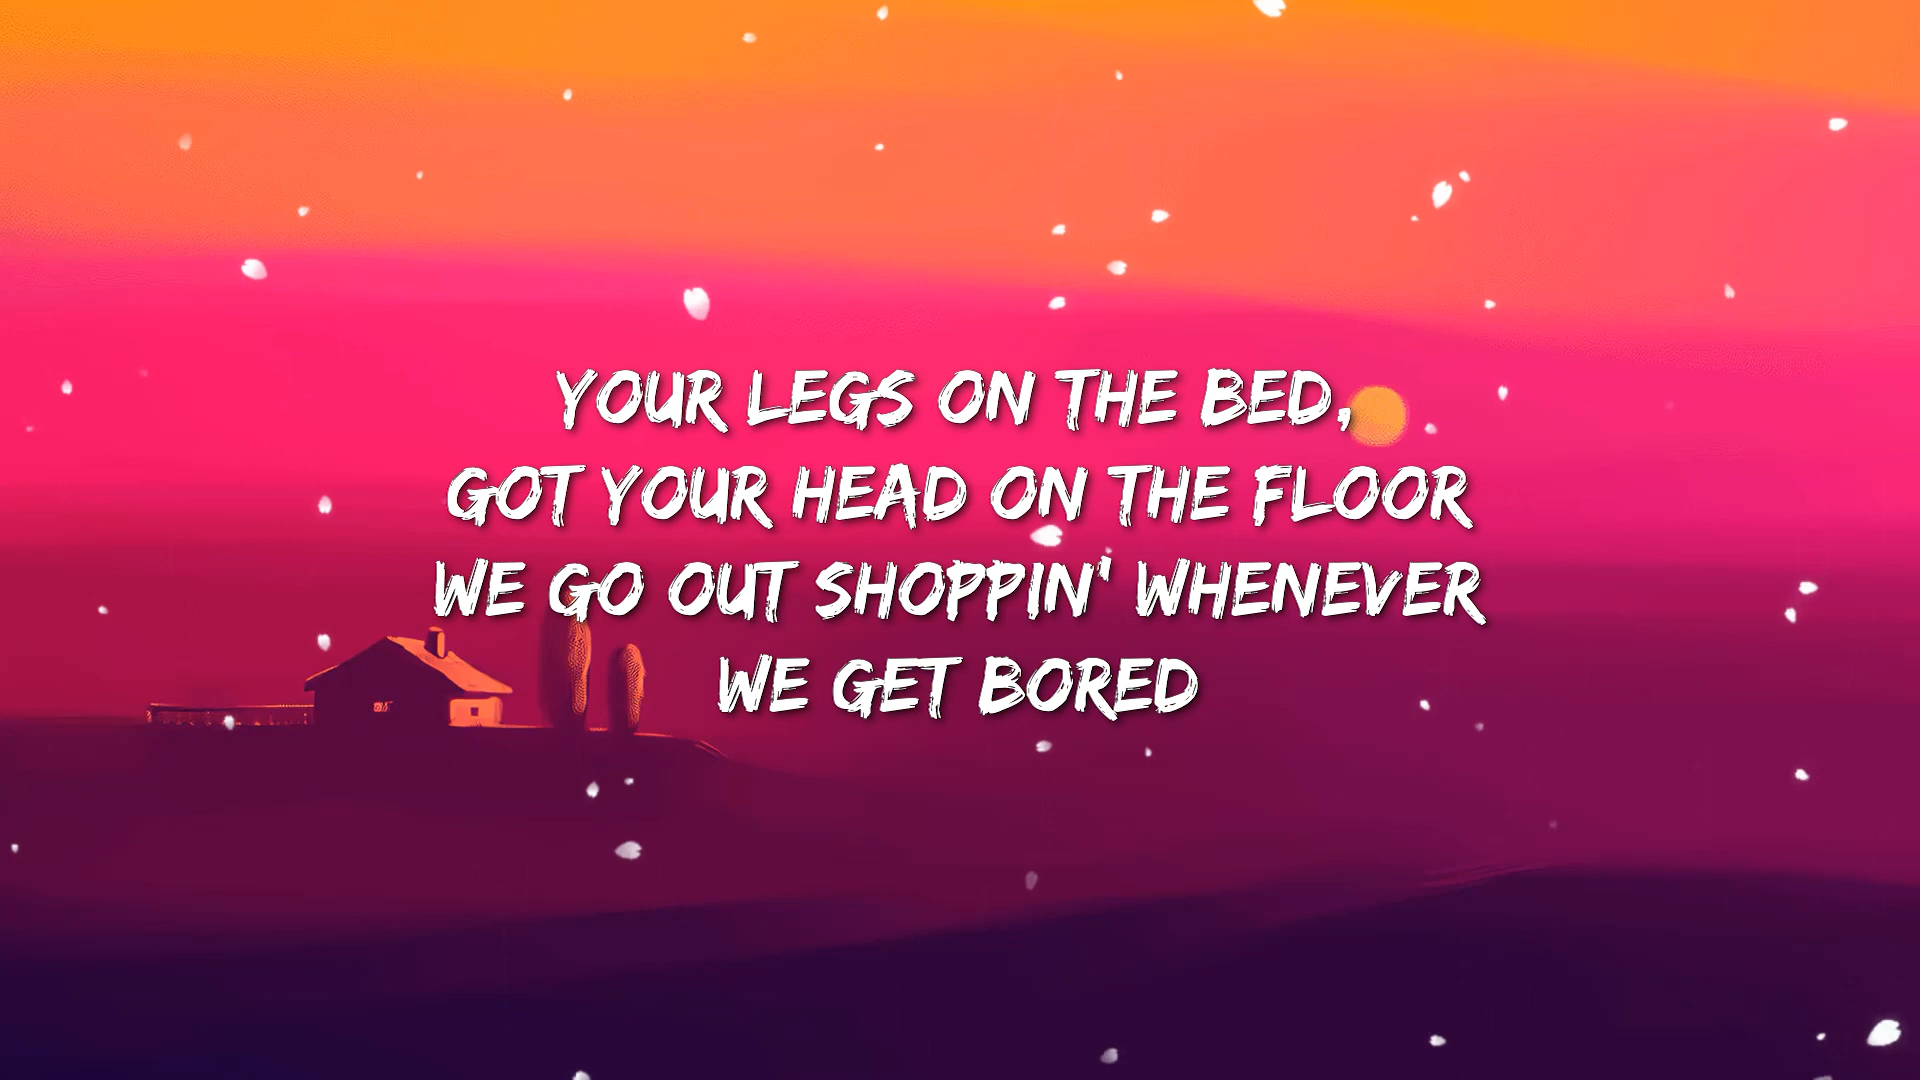 YOUR LEGS ON THE BED,
GOT YOUR HEAD ON THE FLOOR
WE GO OUT SHOPPIN' WHENEVER
WE GET BORED